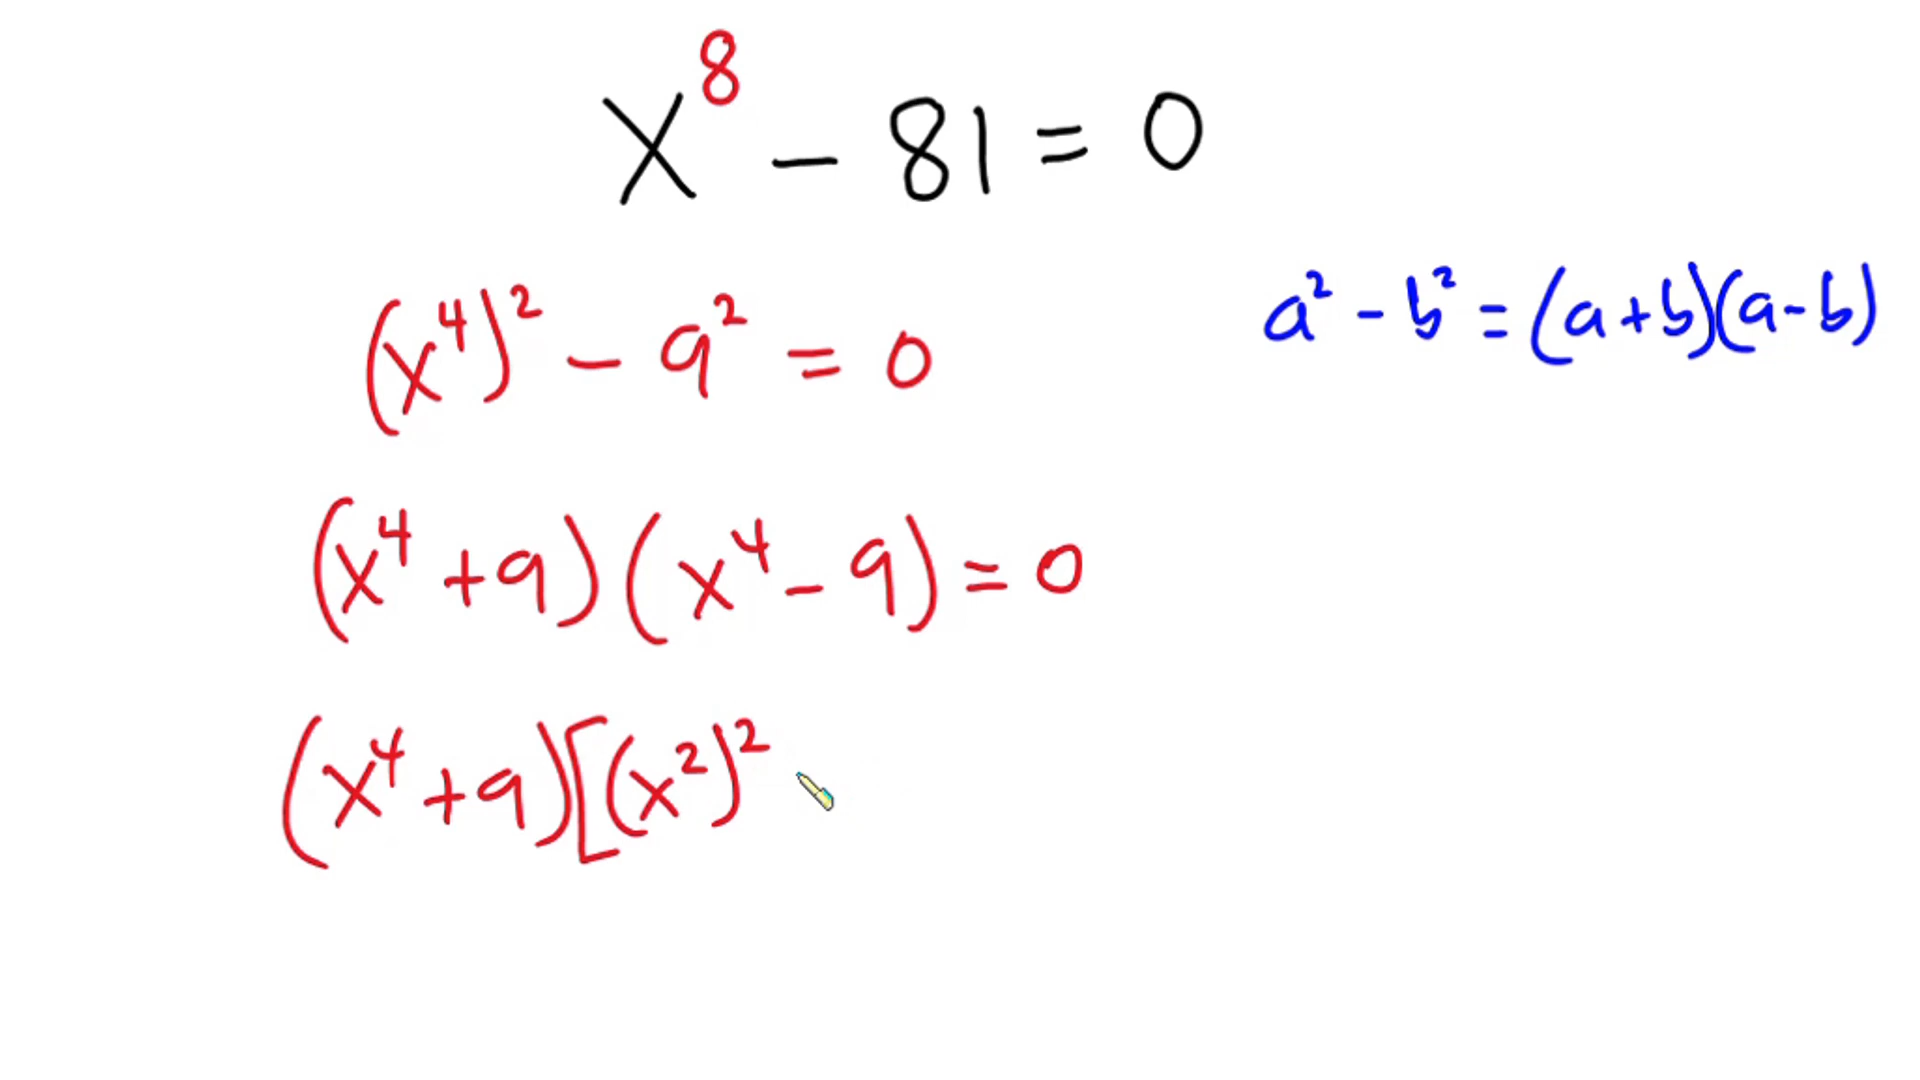 x⁸ - 81 = 0
(x⁴)² - 9² = 0
a² - b² = (a+b)(a-b)
(x⁴ + 9)(x⁴ - 9) = 0
(x⁴ + 9)[(x²)²